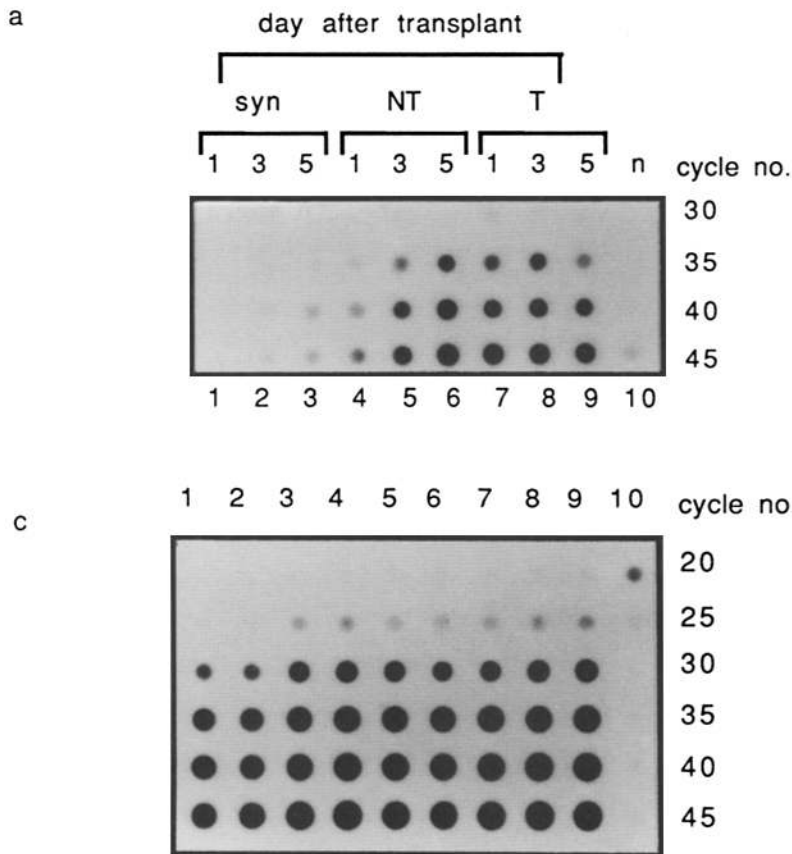 a
day after transplant
syn NT T
1 3 5 1 3 5 1 3 5 n cycle no.
30
35
40
45
1 2 3 4 5 6 7 8 9 10
1 2 3 4 5 6 7 8 9 10 cycle no
c
20
25
30
35
40
45